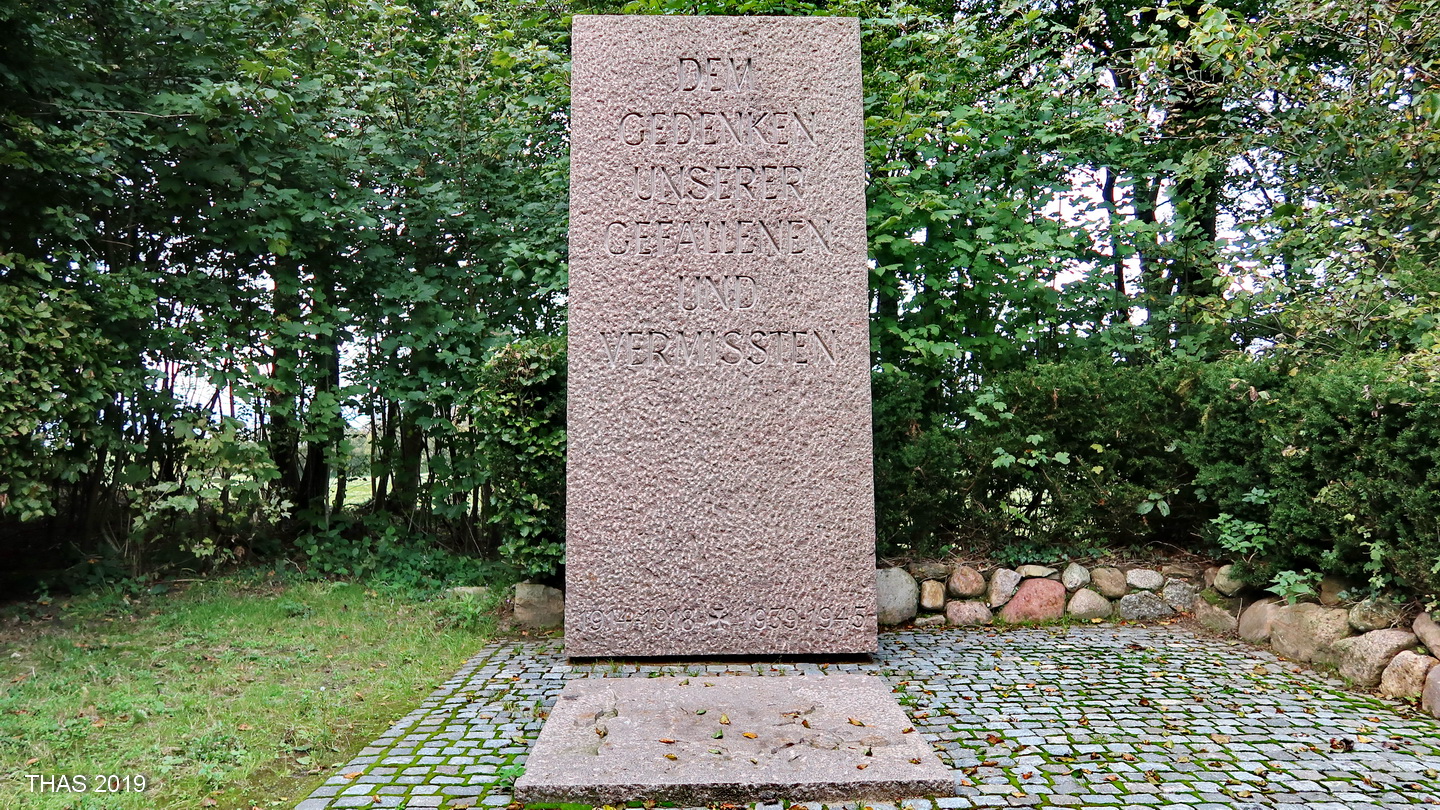 DEM
GEDENKEN
UNSERER
GEFALLENEN
UND
VERMISSTEN
1914-1918 ✠ 1939-1945
THAS 2019